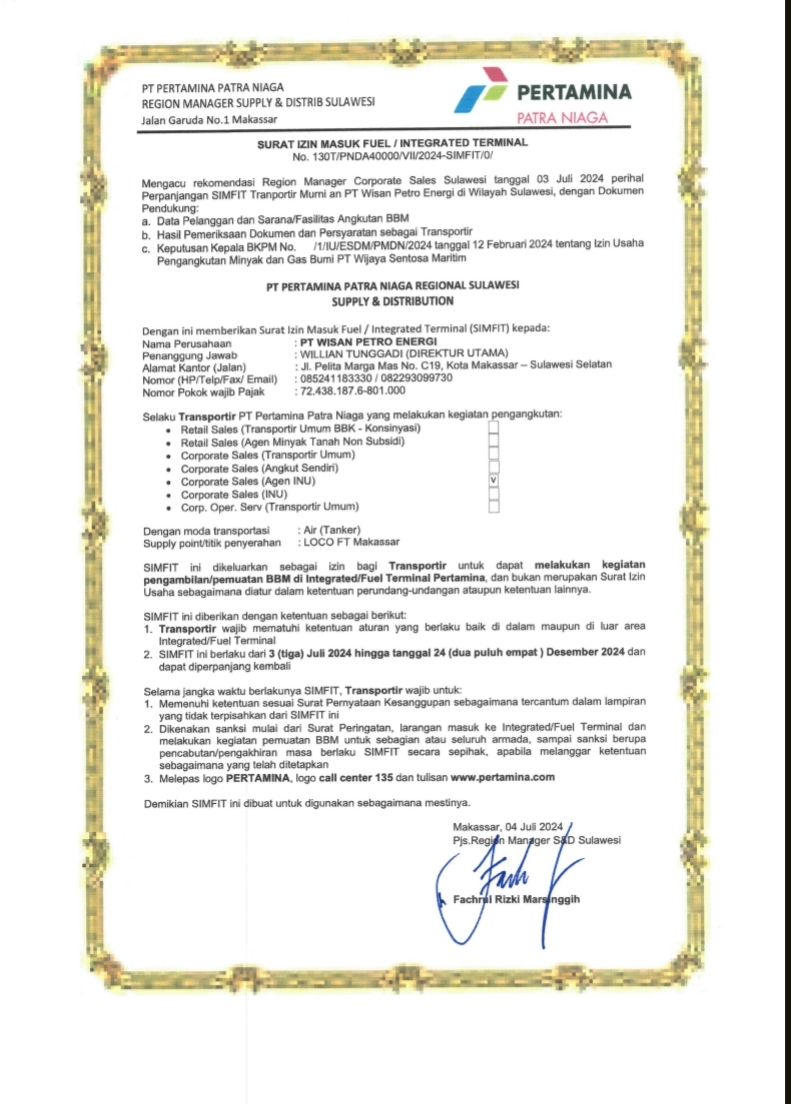 PT PERTAMINA PATRA NIAGA
REGION MANAGER SUPPLY & DISTRIB SULAWESI
Jalan Garuda No.1 Makassar
PERTAMINA
PATRA NIAGA
SURAT IZIN MASUK FUEL / INTEGRATED TERMINAL
No. 130T/PNDA40000/VII/2024-SIMFIT/0/
Mengacu rekomendasi Region Manager Corporate Sales Sulawesi tanggal 03 Juli 2024 perihal
Perpanjangan SIMFIT Tranportir Murni an PT Wisan Petro Energi di Wilayah Sulawesi, dengan Dokumen
Pendukung:
a. Data Pelanggan dan Sarana/Fasilitas Angkutan BBM
b. Hasil Pemeriksaan Dokumen dan Persyaratan sebagai Transportir
c. Keputusan Kepala BKPM No. /1/IU/ESDM/PMDN/2024 tanggal 12 Februari 2024 tentang Izin Usaha
Pengangkutan Minyak dan Gas Bumi PT Wijaya Sentosa Maritim
PT PERTAMINA PATRA NIAGA REGIONAL SULAWESI
SUPPLY & DISTRIBUTION
Dengan ini memberikan Surat Izin Masuk Fuel / Integrated Terminal (SIMFIT) kepada:
Nama Perusahaan : PT WISAN PETRO ENERGI
Penanggung Jawab : WILLIAN TUNGGADI (DIREKTUR UTAMA)
Alamat Kantor (Jalan) : Jl. Pelita Marga Mas No. C19, Kota Makassar – Sulawesi Selatan
Nomor (HP/Telp/Fax/ Email) : 085241183330 / 082293099730
Nomor Pokok wajib Pajak : 72.438.187.6-801.000
Selaku Transportir PT Pertamina Patra Niaga yang melakukan kegiatan pengangkutan:
• Retail Sales (Transportir Umum BBK - Konsinyasi)
• Retail Sales (Agen Minyak Tanah Non Subsidi)
• Corporate Sales (Transportir Umum)
• Corporate Sales (Angkut Sendiri)
• Corporate Sales (Agen INU) v
• Corporate Sales (INU)
• Corp. Oper. Serv (Transportir Umum)
Dengan moda transportasi : Air (Tanker)
Supply point/titik penyerahan : LOCO FT Makassar
SIMFIT ini dikeluarkan sebagai izin bagi Transportir untuk dapat melakukan kegiatan
pengambilan/pemuatan BBM di Integrated/Fuel Terminal Pertamina, dan bukan merupakan Surat Izin
Usaha sebagaimana diatur dalam ketentuan perundang-undangan ataupun ketentuan lainnya.
SIMFIT ini diberikan dengan ketentuan sebagai berikut:
1. Transportir wajib mematuhi ketentuan aturan yang berlaku baik di dalam maupun di luar area
Integrated/Fuel Terminal
2. SIMFIT ini berlaku dari 3 (tiga) Juli 2024 hingga tanggal 24 (dua puluh empat ) Desember 2024 dan
dapat diperpanjang kembali
Selama jangka waktu berlakunya SIMFIT, Transportir wajib untuk:
1. Memenuhi ketentuan sesuai Surat Pernyataan Kesanggupan sebagaimana tercantum dalam lampiran
yang tidak terpisahkan dari SIMFIT ini
2. Dikenakan sanksi mulai dari Surat Peringatan, larangan masuk ke Integrated/Fuel Terminal dan
melakukan kegiatan pemuatan BBM untuk sebagian atau seluruh armada, sampai sanksi berupa
pencabutan/pengakhiran masa berlaku SIMFIT secara sepihak, apabila melanggar ketentuan
sebagaimana yang telah ditetapkan
3. Melepas logo PERTAMINA, logo call center 135 dan tulisan www.pertamina.com
Demikian SIMFIT ini dibuat untuk digunakan sebagaimana mestinya.
Makassar, 04 Juli 2024
Pjs.Region Manager S&D Sulawesi
Fachrul Rizki Marsinggih